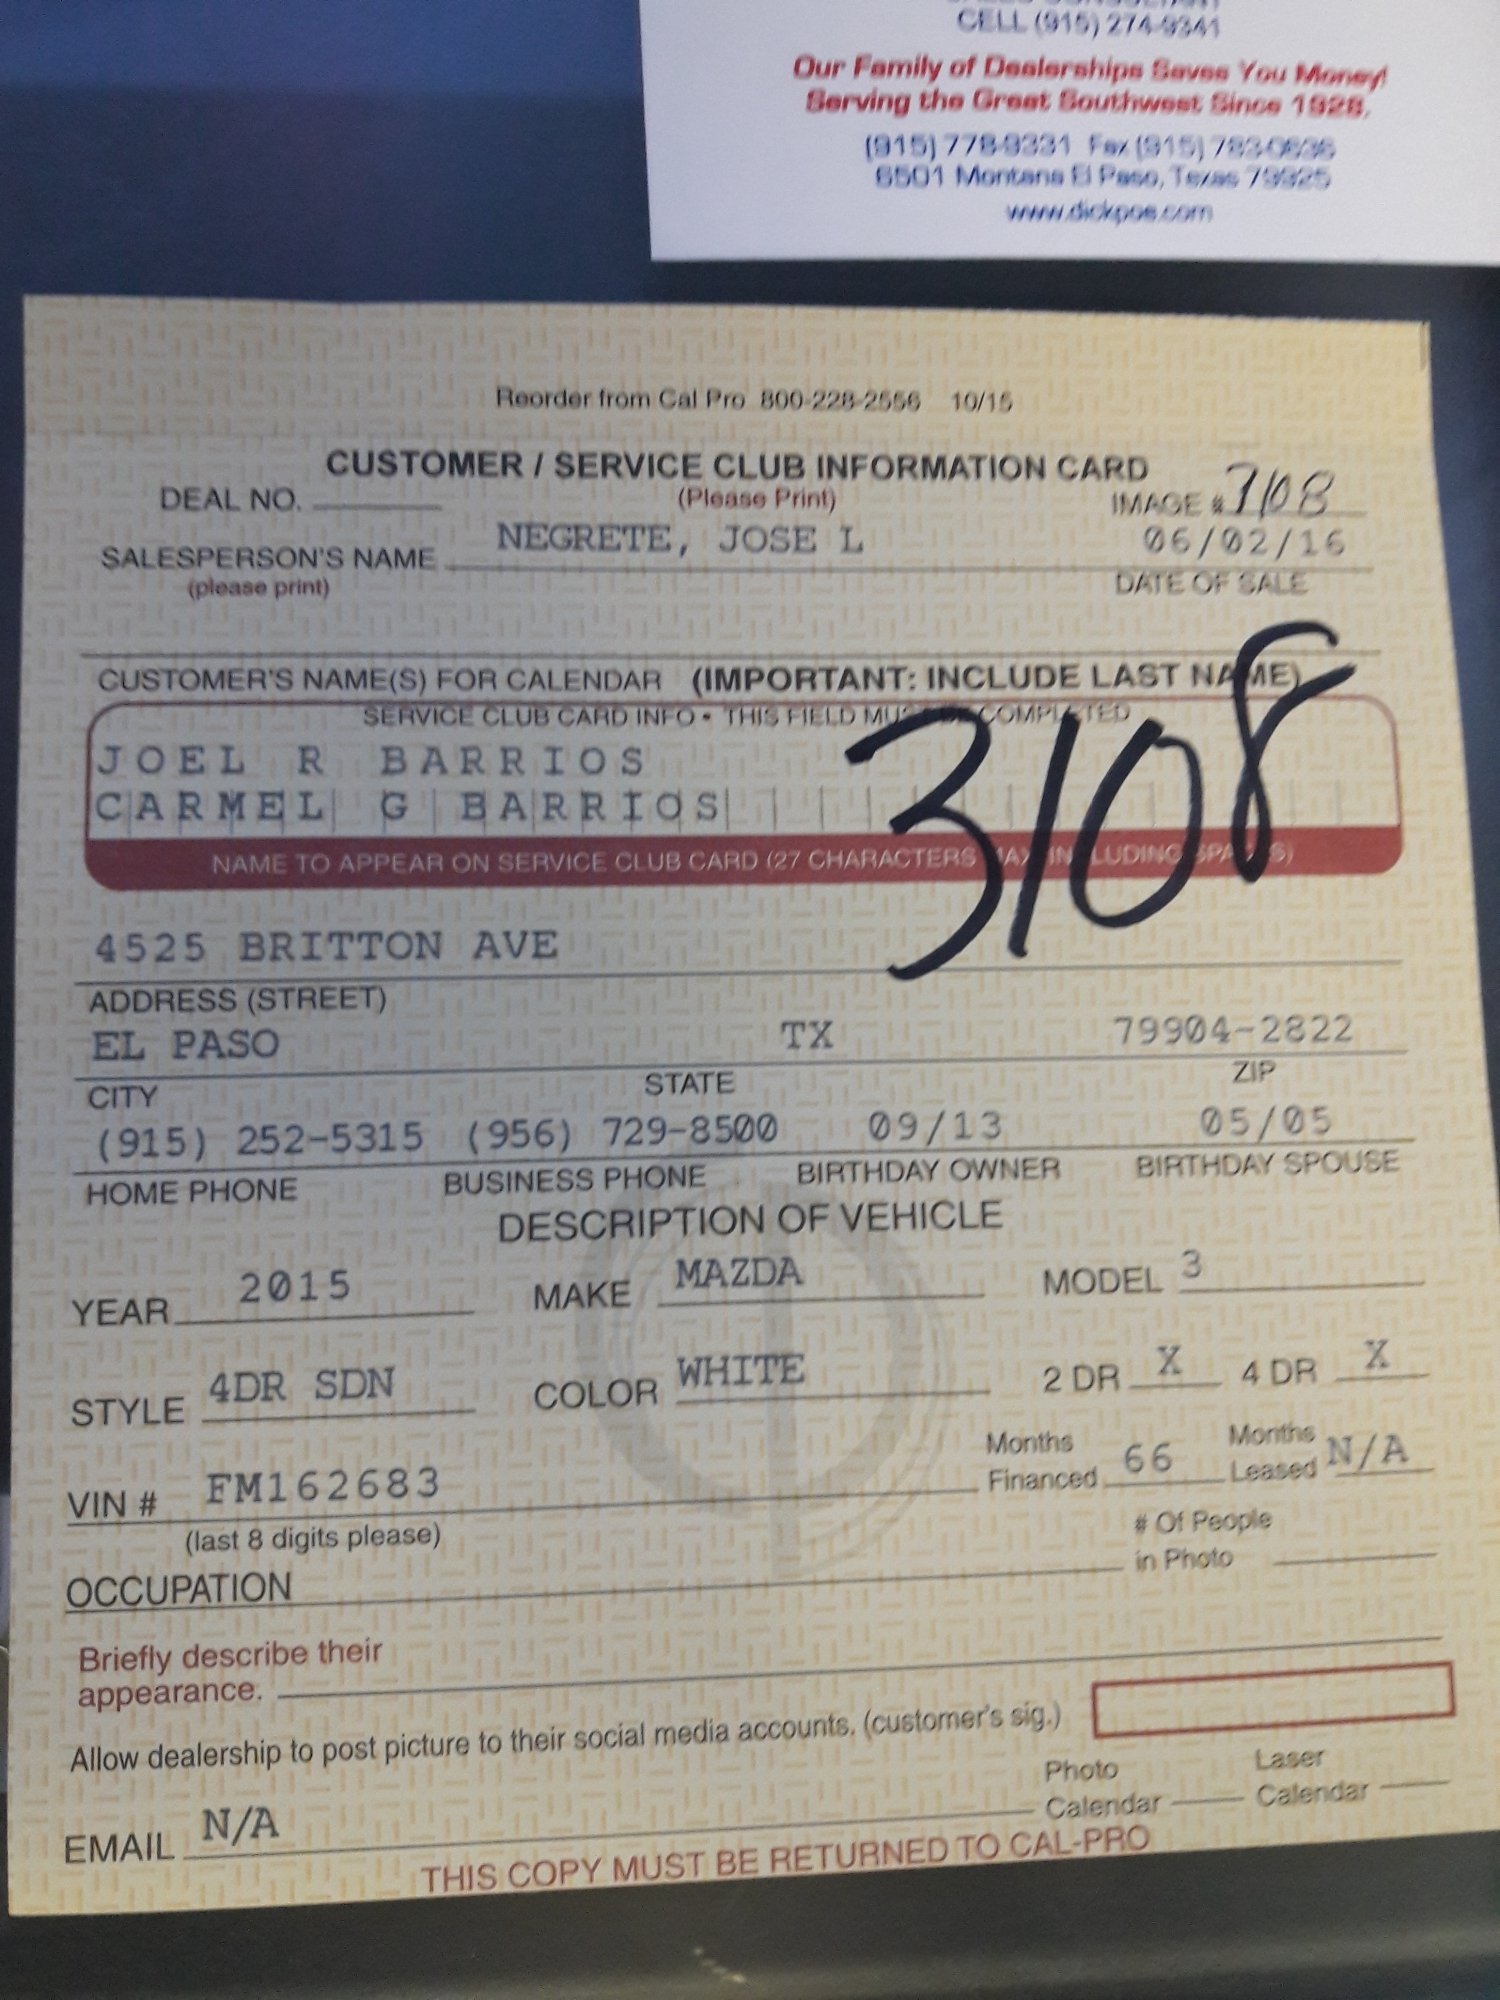 CELL (915) 274-9341
Our Family of Dealerships Saves You Money!
Serving the Great Southwest Since 1928.
(915) 778-9331 Fax (915) 783-0636
6501 Montana El Paso, Texas 79925
www.dickpoe.com
Reorder from Cal Pro 800-228-2556 10/15
CUSTOMER / SERVICE CLUB INFORMATION CARD
DEAL NO. (Please Print) IMAGE # 7108
SALESPERSON'S NAME NEGRETE, JOSE L 06/02/16
(please print) DATE OF SALE
CUSTOMER'S NAME(S) FOR CALENDAR (IMPORTANT: INCLUDE LAST NAME)
SERVICE CLUB CARD INFO • THIS FIELD MUST BE COMPLETED
JOEL R BARRIOS
CARMEL G BARRIOS
3108
NAME TO APPEAR ON SERVICE CLUB CARD (27 CHARACTERS MAX INCLUDING SPACES)
4525 BRITTON AVE
ADDRESS (STREET)
EL PASO TX 79904-2822
CITY STATE ZIP
(915) 252-5315 (956) 729-8500 09/13 05/05
HOME PHONE BUSINESS PHONE BIRTHDAY OWNER BIRTHDAY SPOUSE
DESCRIPTION OF VEHICLE
YEAR 2015 MAKE MAZDA MODEL 3
STYLE 4DR SDN COLOR WHITE 2 DR X 4 DR X
VIN # FM162683 Months Financed 66 Months Leased N/A
(last 8 digits please)
OCCUPATION # Of People in Photo
Briefly describe their
appearance.
Allow dealership to post picture to their social media accounts. (customer's sig.)
EMAIL N/A Photo Calendar Laser Calendar
THIS COPY MUST BE RETURNED TO CAL-PRO